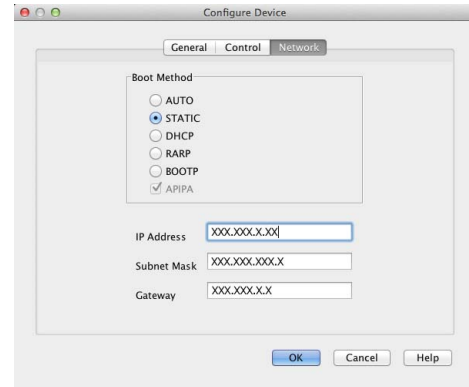 Configure Device
General Control Network
Boot Method
AUTO
STATIC
DHCP
RARP
BOOTP
APIPA
IP Address XXX.XXX.X.XX
Subnet Mask XXX.XXX.XXX.X
Gateway XXX.XXX.X.X
OK Cancel Help